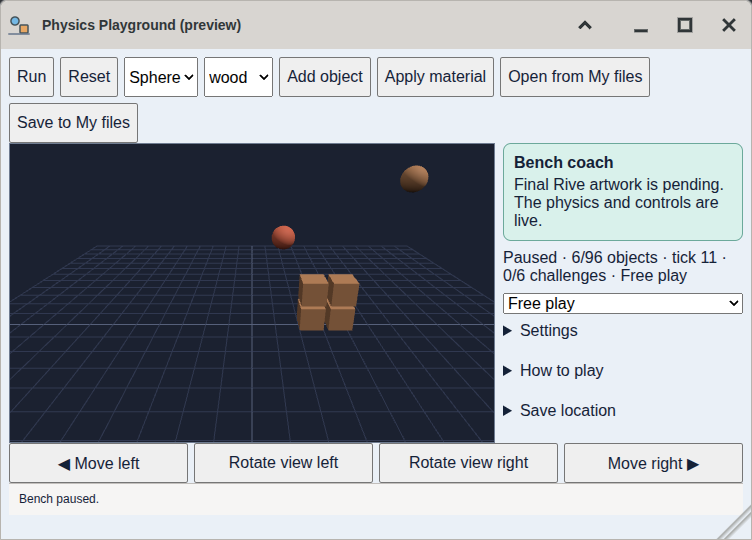 Physics Playground (preview)
Run Reset Sphere wood Add object Apply material Open from My files
Save to My files
Bench coach
Final Rive artwork is pending.
The physics and controls are
live.
Paused · 6/96 objects · tick 11 ·
0/6 challenges · Free play
Free play
▶ Settings
▶ How to play
▶ Save location
◀ Move left Rotate view left Rotate view right Move right ▶
Bench paused.